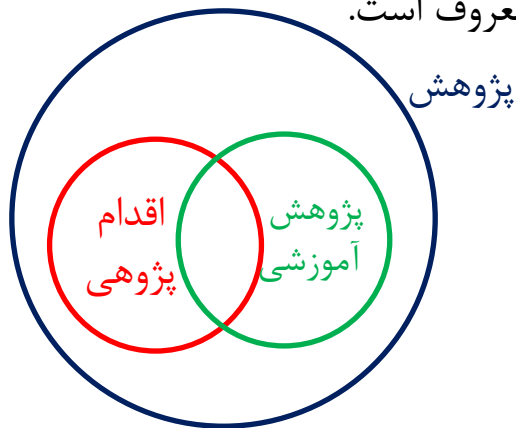 معروف است.
پژوهش
پژوهش
آموزشی
اقدام
پژوهی